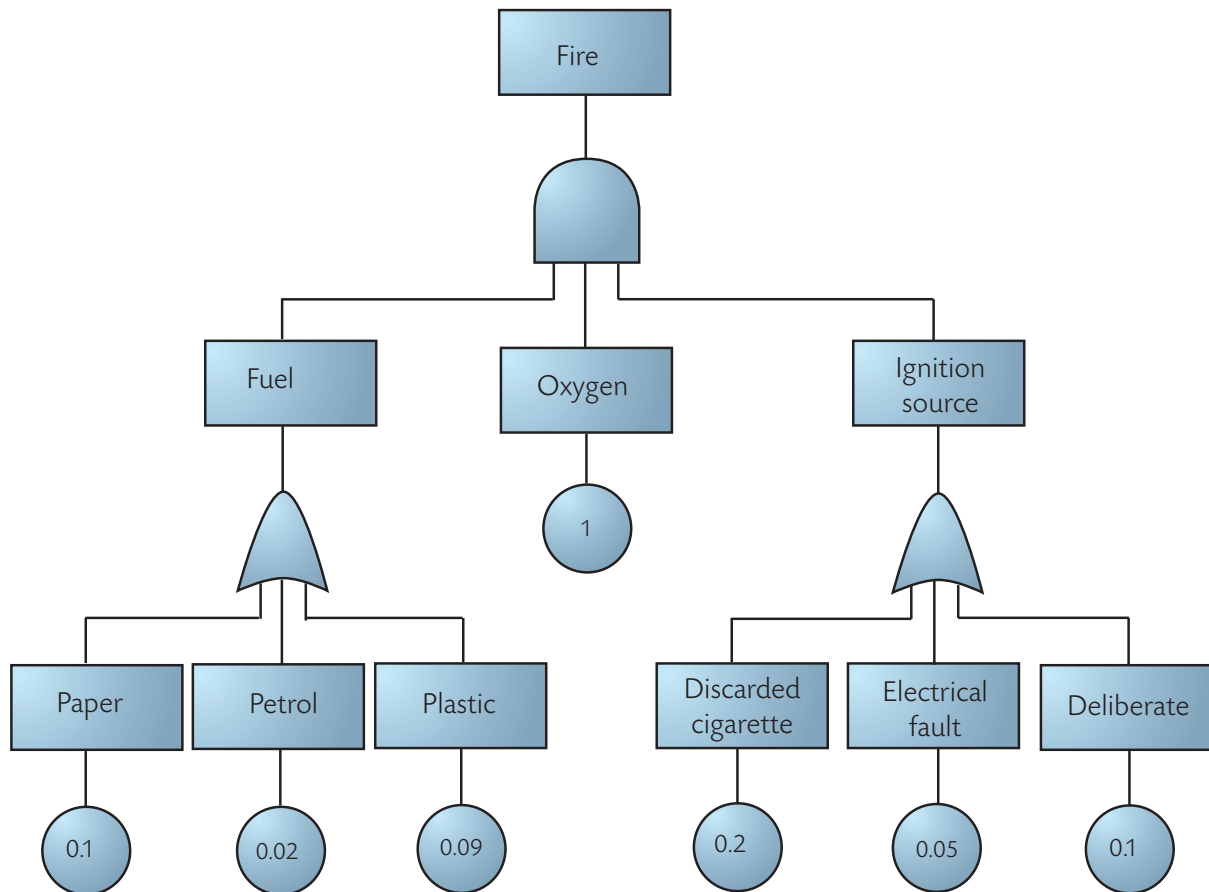 Fire
Fuel
Oxygen
Ignition
source
1
Paper
Petrol
Plastic
Discarded
cigarette
Electrical
fault
Deliberate
0.1
0.02
0.09
0.2
0.05
0.1